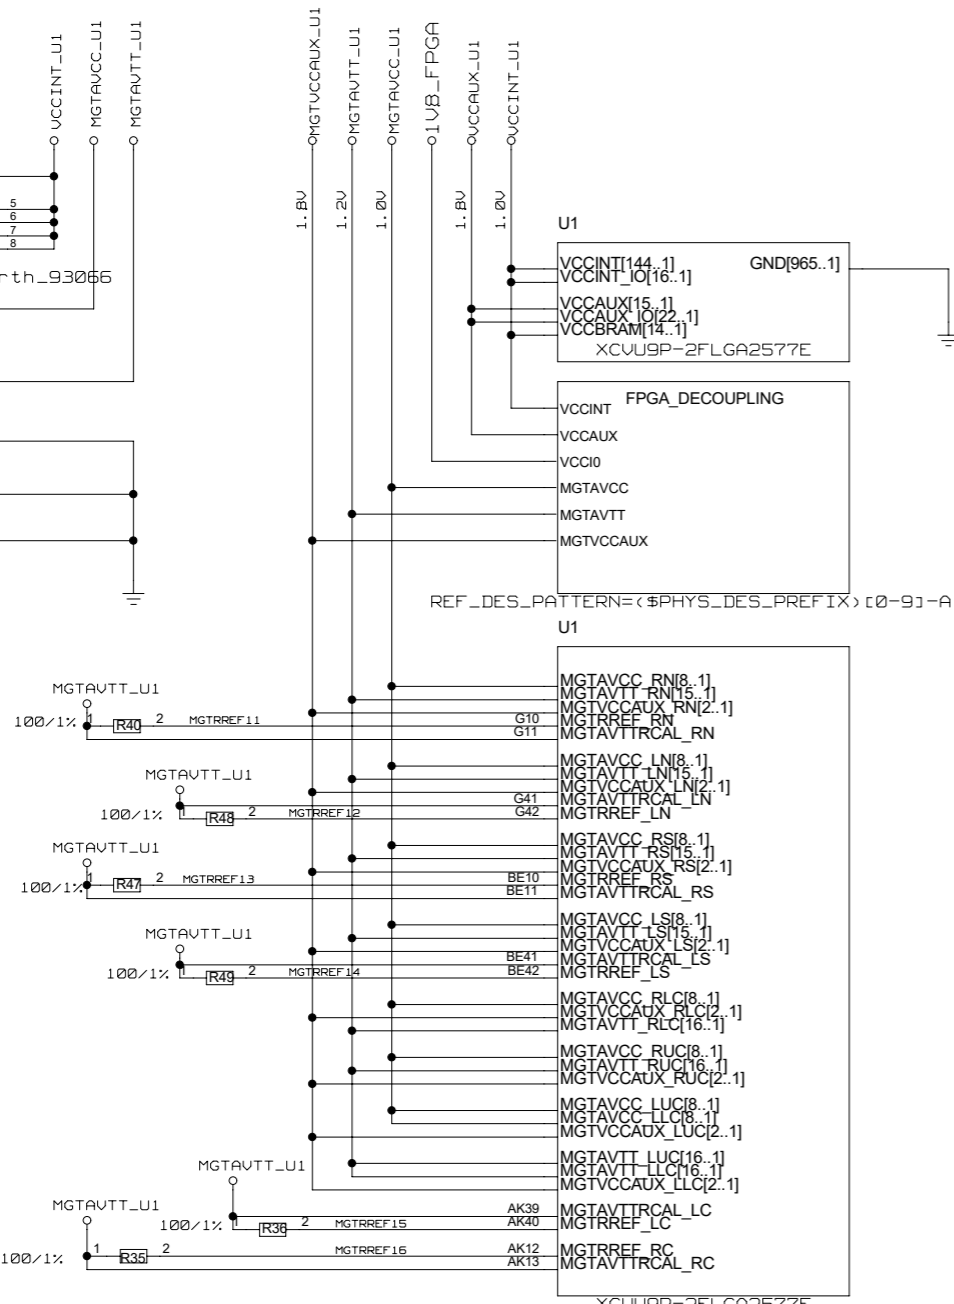 VCCINT_U1
MGTAVCC_U1
MGTAVTT_U1
MGTVCCAUX_U1
MGTAVTT_U1
MGTAVCC_U1
1V8_FPGA
VCCAUX_U1
VCCINT_U1
1.8V
1.2V
1.0V
1.8V
1.0V
5
6
7
8
rth_93066
U1
VCCINT[144..1] GND[965..1]
VCCINT_IO[16..1]
VCCAUX[15..1]
VCCAUX_IO[22..1]
VCCBRAM[14..1]
XCVU9P-2FLGA2577E
FPGA_DECOUPLING
VCCINT
VCCAUX
VCCIO
MGTAVCC
MGTAVTT
MGTVCCAUX
REF_DES_PATTERN=($PHYS_DES_PREFIX)[0-9]-A
U1
MGTAVCC_RN[8..1]
MGTAVTT_RN[15..1]
MGTVCCAUX_RN[2..1]
MGTAVTT_U1
100/1% 1 R40 2 MGTRREF11 G10 MGTRREF_RN
G11 MGTAVTTRCAL_RN
MGTAVCC_LN[8..1]
MGTAVTT_LN[15..1]
MGTVCCAUX_LN[2..1]
MGTAVTT_U1
G41 MGTAVTTRCAL_LN
100/1% 1 R48 2 MGTRREF12 G42 MGTRREF_LN
MGTAVCC_RS[8..1]
MGTAVTT_RS[15..1]
MGTVCCAUX_RS[2..1]
MGTAVTT_U1
100/1% 1 R47 2 MGTRREF13 BE10 MGTRREF_RS
BE11 MGTAVTTRCAL_RS
MGTAVCC_LS[8..1]
MGTAVTT_LS[15..1]
MGTVCCAUX_LS[2..1]
MGTAVTT_U1
BE41 MGTAVTTRCAL_LS
100/1% 1 R49 2 MGTRREF14 BE42 MGTRREF_LS
MGTAVCC_RLC[8..1]
MGTVCCAUX_RLC[2..1]
MGTAVTT_RLC[16..1]
MGTAVCC_RUC[8..1]
MGTAVTT_RUC[16..1]
MGTVCCAUX_RUC[2..1]
MGTAVCC_LUC[8..1]
MGTAVCC_LLC[8..1]
MGTVCCAUX_LUC[2..1]
MGTAVTT_LUC[16..1]
MGTAVTT_LLC[16..1]
MGTVCCAUX_LLC[2..1]
MGTAVTT_U1
AK39 MGTAVTTRCAL_LC
100/1% 1 R36 2 MGTRREF15 AK40 MGTRREF_LC
MGTAVTT_U1
100/1% 1 R35 2 MGTRREF16 AK12 MGTRREF_RC
AK13 MGTAVTTRCAL_RC
XCVU9P-2FLGA2577E